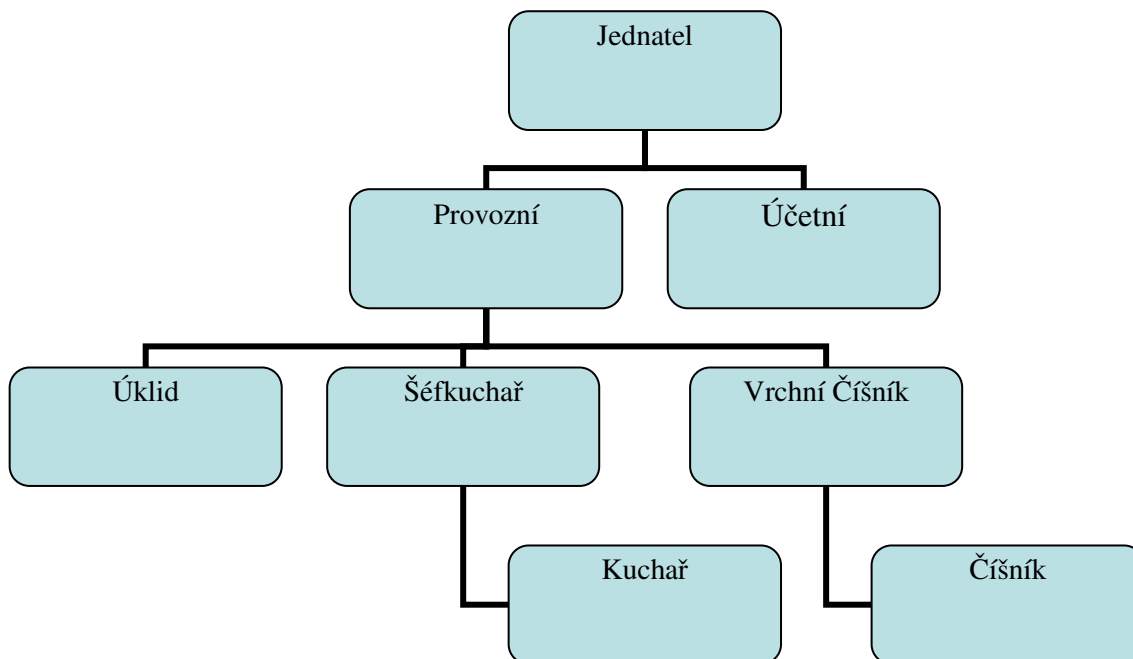 Jednatel
Provozní
Účetní
Úklid
Šéfkuchař
Vrchní Číšník
Kuchař
Číšník